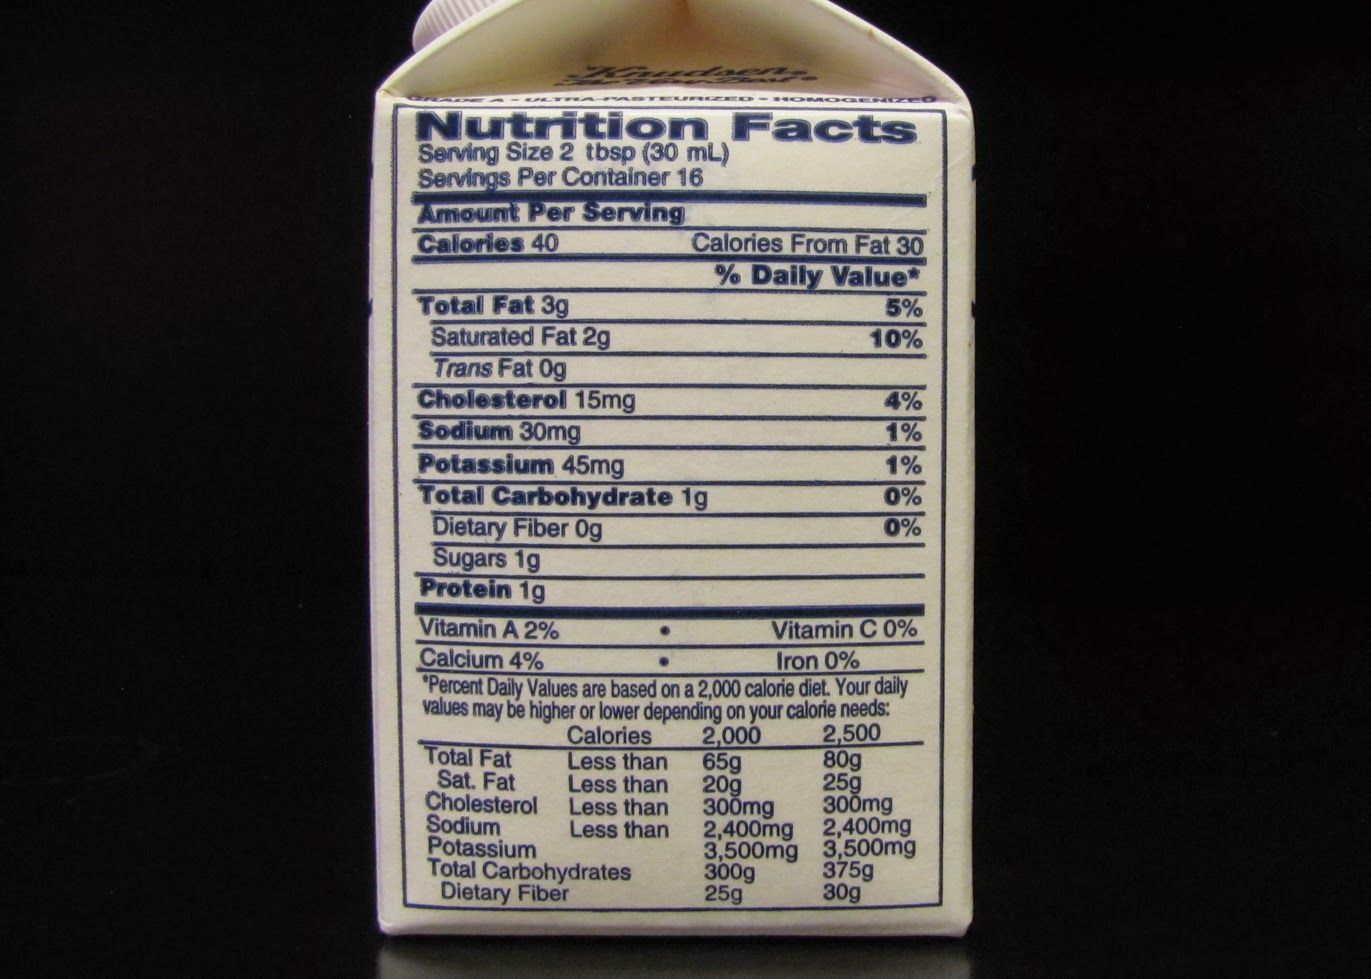 Knudsen®
The Very Best®
GRADE A • ULTRA-PASTEURIZED • HOMOGENIZED
Nutrition Facts
Serving Size 2 tbsp (30 mL)
Servings Per Container 16
Amount Per Serving
Calories 40 Calories From Fat 30
% Daily Value*
Total Fat 3g 5%
Saturated Fat 2g 10%
Trans Fat 0g
Cholesterol 15mg 4%
Sodium 30mg 1%
Potassium 45mg 1%
Total Carbohydrate 1g 0%
Dietary Fiber 0g 0%
Sugars 1g
Protein 1g
Vitamin A 2% • Vitamin C 0%
Calcium 4% • Iron 0%
*Percent Daily Values are based on a 2,000 calorie diet. Your daily
values may be higher or lower depending on your calorie needs:
Calories 2,000 2,500
Total Fat Less than 65g 80g
Sat. Fat Less than 20g 25g
Cholesterol Less than 300mg 300mg
Sodium Less than 2,400mg 2,400mg
Potassium 3,500mg 3,500mg
Total Carbohydrates 300g 375g
Dietary Fiber 25g 30g